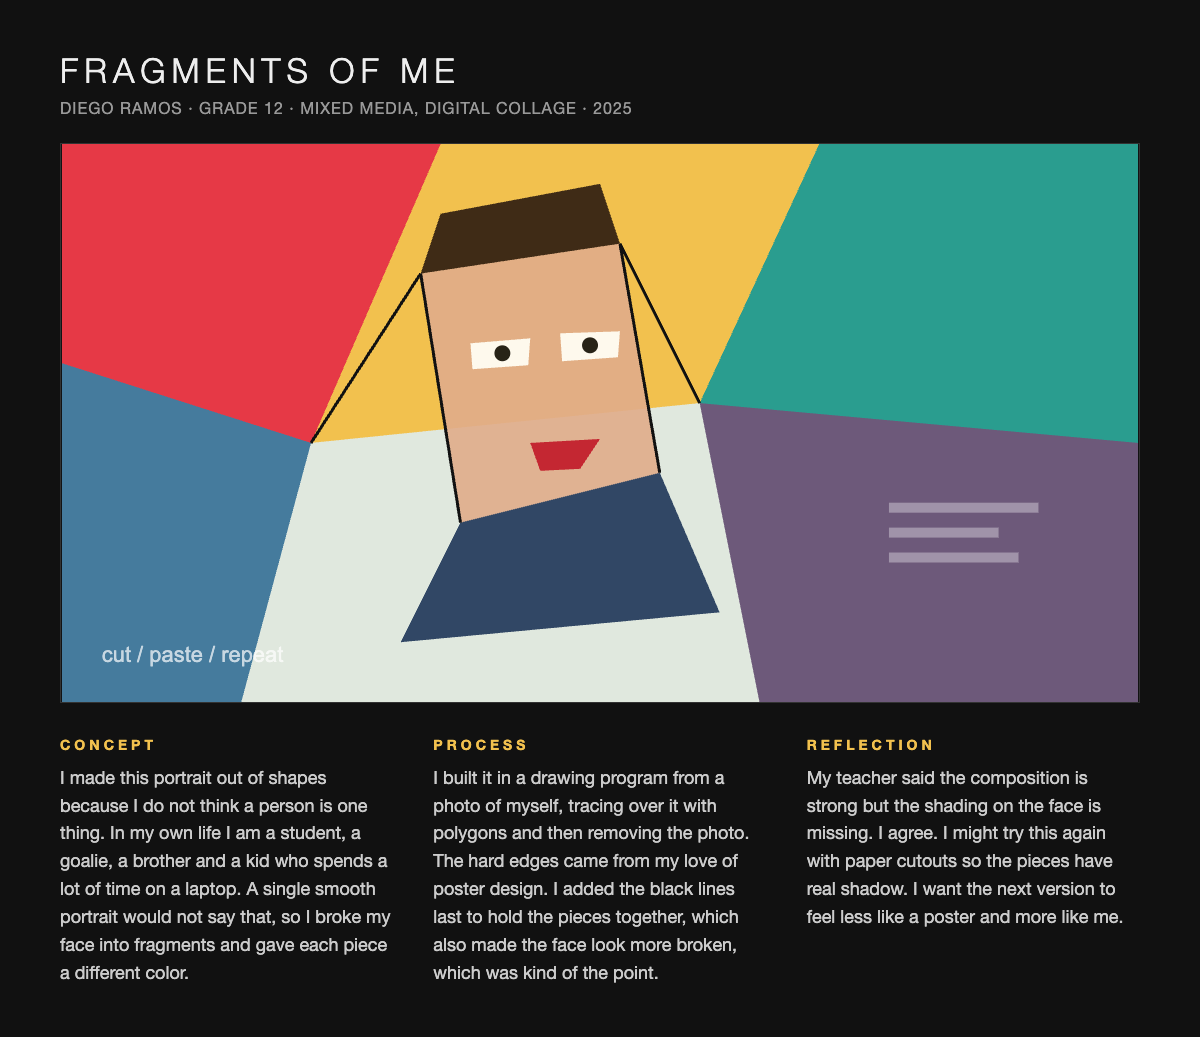 FRAGMENTS OF ME
DIEGO RAMOS · GRADE 12 · MIXED MEDIA, DIGITAL COLLAGE · 2025
cut / paste / repeat
CONCEPT
I made this portrait out of shapes
because I do not think a person is one
thing. In my own life I am a student, a
goalie, a brother and a kid who spends a
lot of time on a laptop. A single smooth
portrait would not say that, so I broke my
face into fragments and gave each piece
a different color.
PROCESS
I built it in a drawing program from a
photo of myself, tracing over it with
polygons and then removing the photo.
The hard edges came from my love of
poster design. I added the black lines
last to hold the pieces together, which
also made the face look more broken,
which was kind of the point.
REFLECTION
My teacher said the composition is
strong but the shading on the face is
missing. I agree. I might try this again
with paper cutouts so the pieces have
real shadow. I want the next version to
feel less like a poster and more like me.